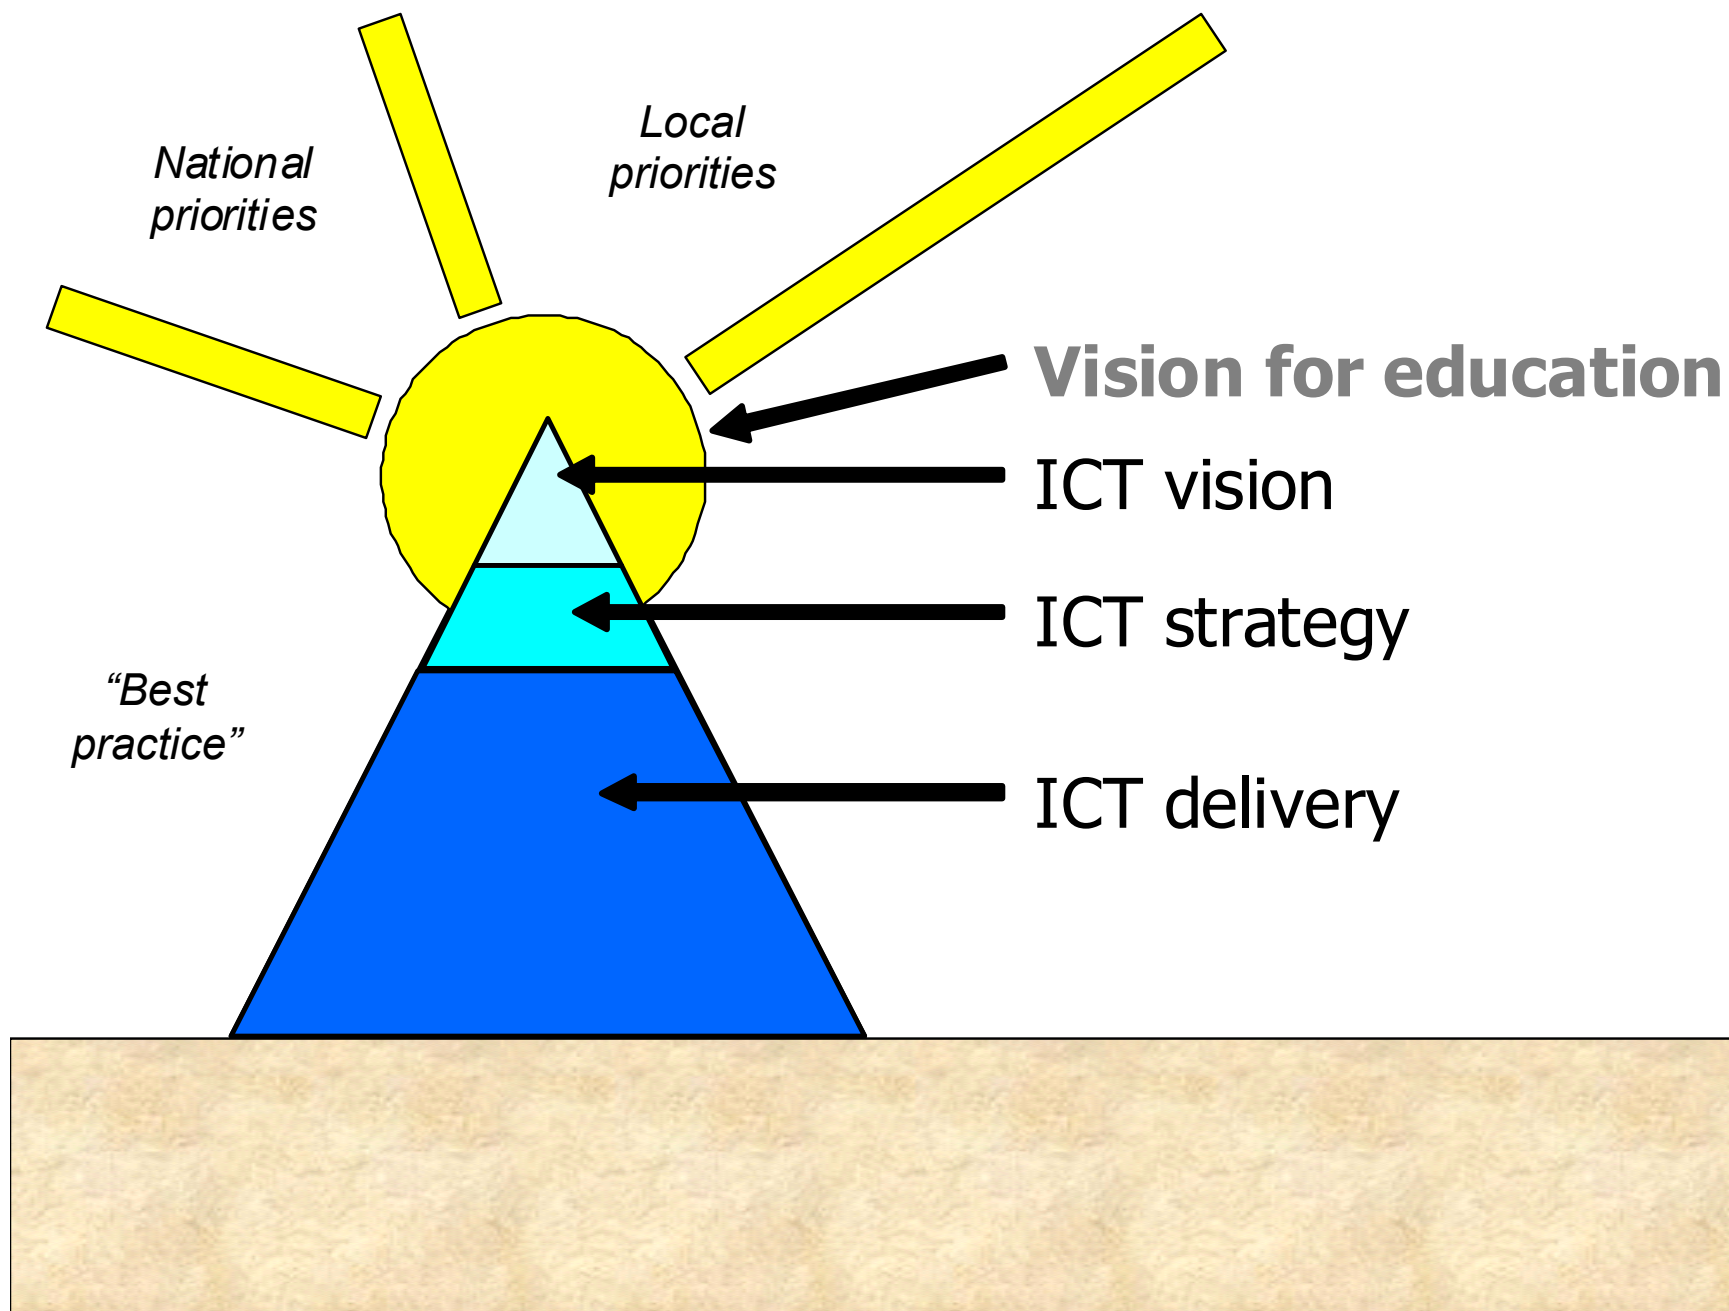 National
priorities
Local
priorities
Vision for education
ICT vision
ICT strategy
“Best
practice”
ICT delivery